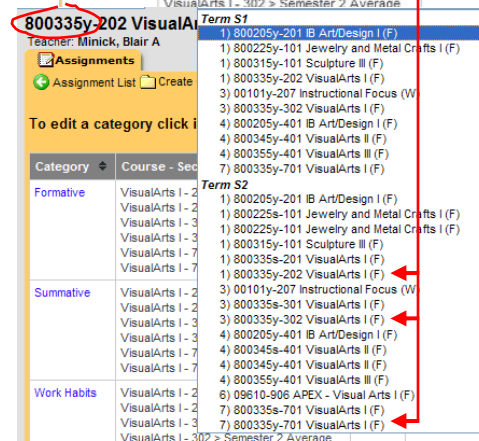 VisualArts I - 302 > Semester 2 Average
800335y-202 VisualAr
Teacher: Minick, Blair A
Assignments
Assignment List Create
To edit a category click i
Category Course - Sec
Formative VisualArts I - 2
VisualArts I - 2
VisualArts I - 3
VisualArts I - 3
VisualArts I - 7
VisualArts I - 7
Summative VisualArts I - 2
VisualArts I - 2
VisualArts I - 3
VisualArts I - 3
VisualArts I - 7
VisualArts I - 7
Work Habits VisualArts I - 2
VisualArts I - 2
VisualArts I - 3
VisualArts I - 302 > Semester 2 Average
Term S1
1) 800205y-201 IB Art/Design I (F)
1) 800225y-101 Jewelry and Metal Crafts I (F)
1) 800315y-101 Sculpture III (F)
1) 800335y-202 VisualArts I (F)
3) 00101y-207 Instructional Focus (W)
3) 800335y-302 VisualArts I (F)
4) 800205y-401 IB Art/Design I (F)
4) 800345y-401 VisualArts II (F)
4) 800355y-401 VisualArts III (F)
7) 800335y-701 VisualArts I (F)
Term S2
1) 800205y-201 IB Art/Design I (F)
1) 800225s-101 Jewelry and Metal Crafts I (F)
1) 800225y-101 Jewelry and Metal Crafts I (F)
1) 800315y-101 Sculpture III (F)
1) 800335s-201 VisualArts I (F)
1) 800335y-202 VisualArts I (F)
3) 00101y-207 Instructional Focus (W)
3) 800335s-301 VisualArts I (F)
3) 800335y-302 VisualArts I (F)
4) 800205y-401 IB Art/Design I (F)
4) 800345s-401 VisualArts II (F)
4) 800345y-401 VisualArts II (F)
4) 800355y-401 VisualArts III (F)
6) 09610-906 APEX - Visual Arts I (F)
7) 800335s-701 VisualArts I (F)
7) 800335y-701 VisualArts I (F)